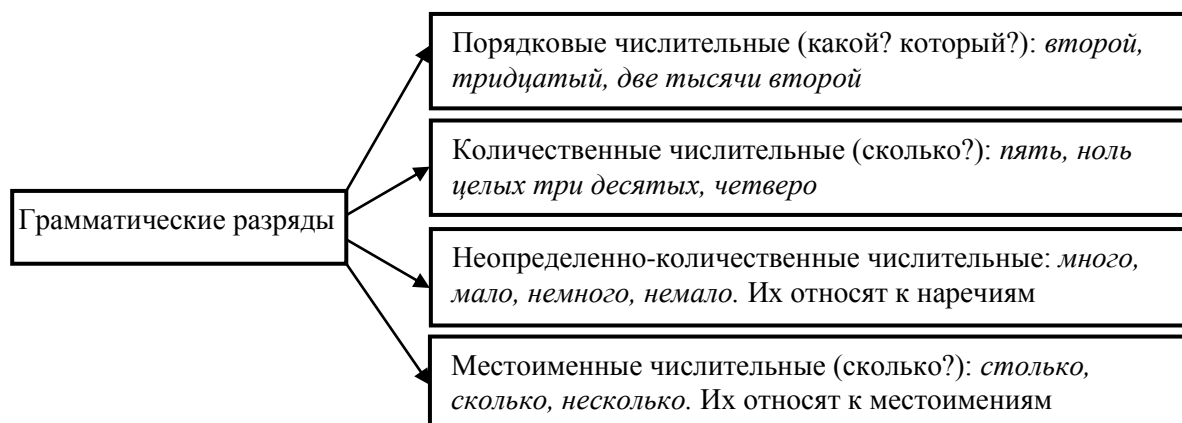 Порядковые числительные (какой? который?): второй,
тридцатый, две тысячи второй
Количественные числительные (сколько?): пять, ноль
целых три десятых, четверо
Грамматические разряды
Неопределенно-количественные числительные: много,
мало, немного, немало. Их относят к наречиям
Местоименные числительные (сколько?): столько,
сколько, несколько. Их относят к местоимениям